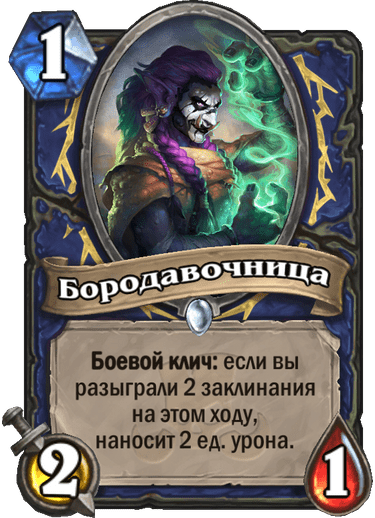 1
Бородавочница
Боевой клич: если вы
разыграли 2 заклинания
на этом ходу,
наносит 2 ед. урона.
2
1